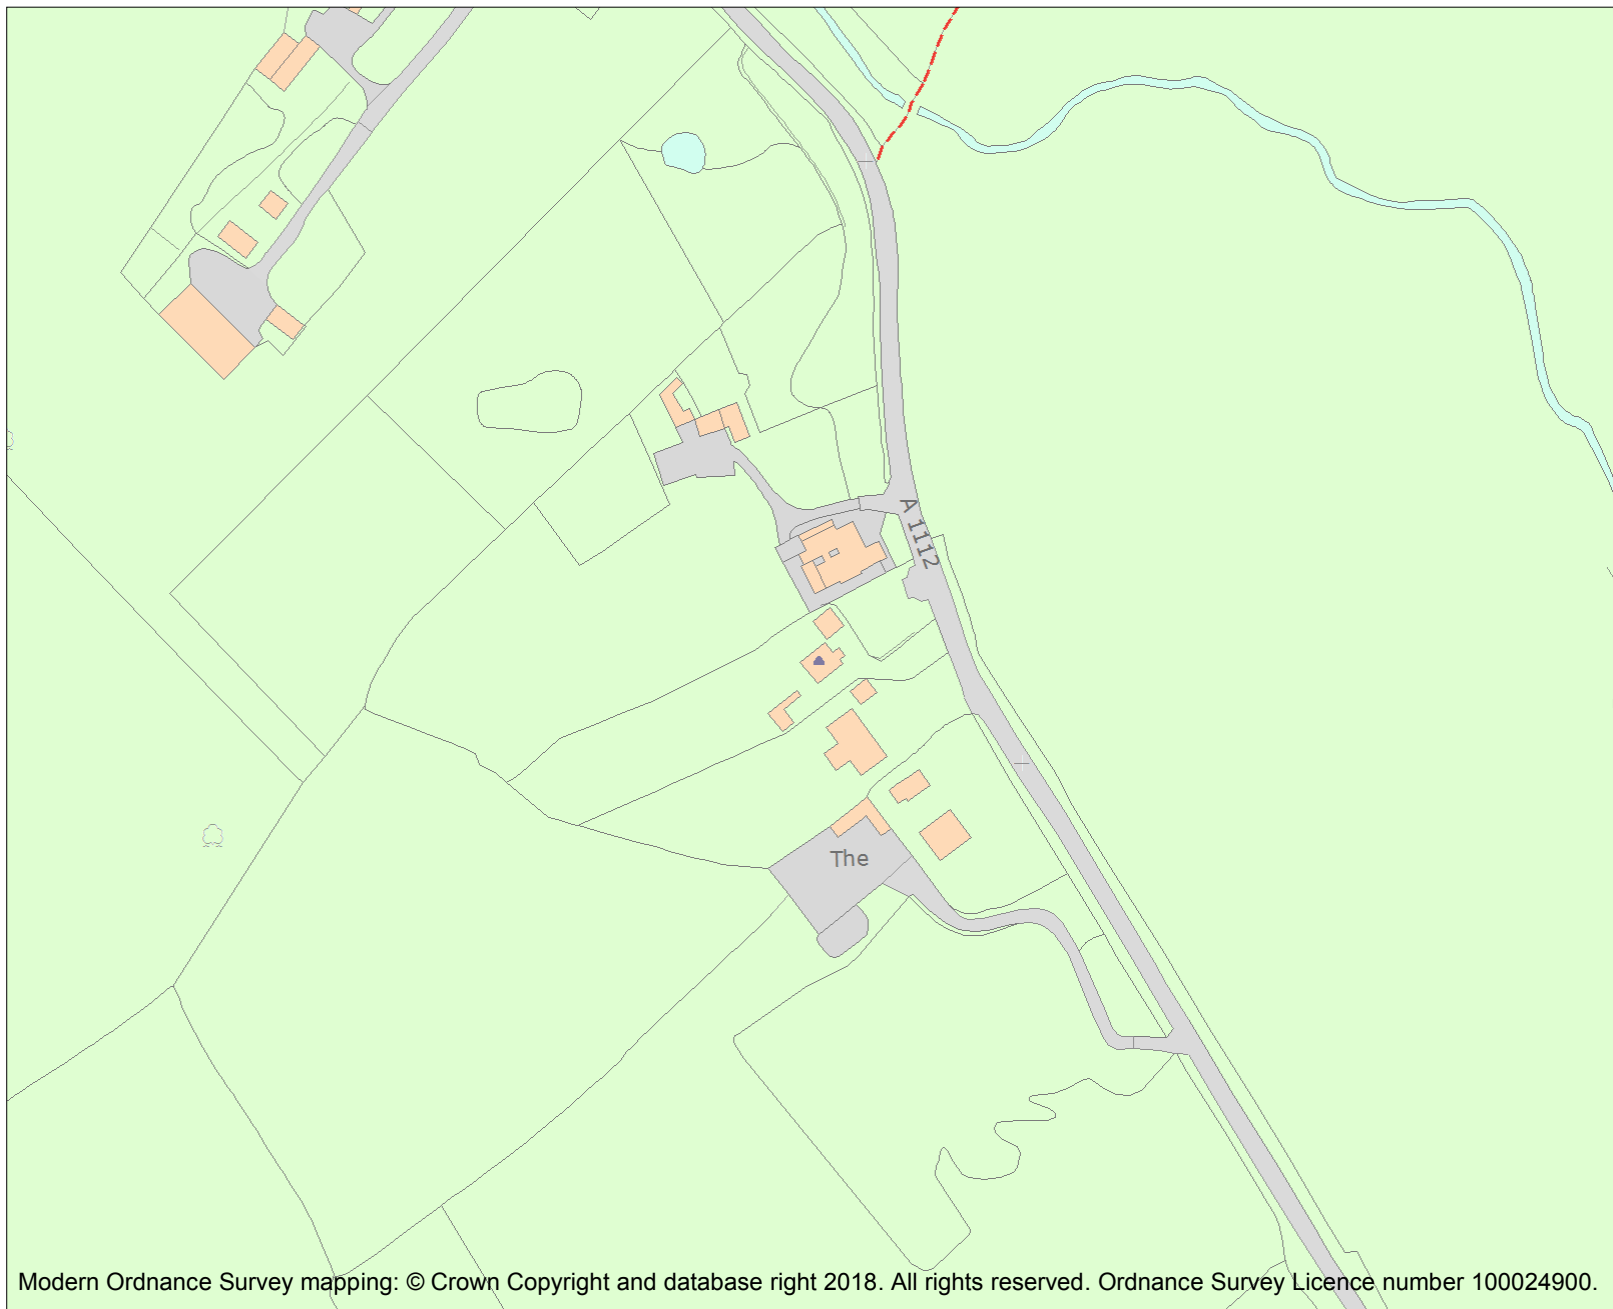 A 1112
The
Modern Ordnance Survey mapping: © Crown Copyright and database right 2018. All rights reserved. Ordnance Survey Licence number 100024900.